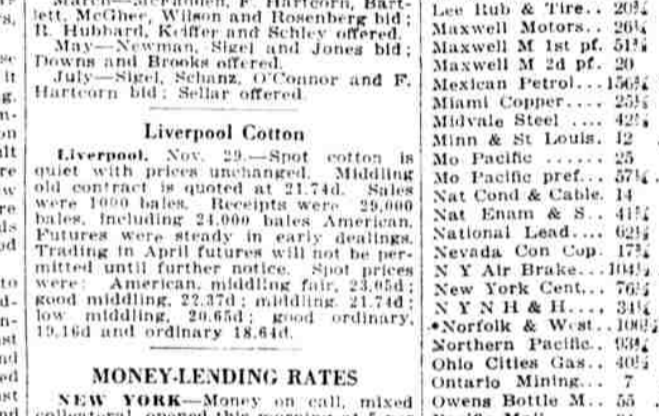 lett, McGher, Wilson and Rosenberg bid;
R. Hubbard, Keiffer and Schley offered.
May—Newman, Sigel and Jones bid;
Downs and Brooks offered.
July—Sigel, Schanz, O'Connor and F.
Hartcorn bid; Sellar offered.
Liverpool Cotton
Liverpool, Nov. 29.—Spot cotton is
quiet with prices unchanged. Middling
old contract is quoted at 21.74d. Sales
were 1000 bales. Receipts were 29,000
bales, including 24,000 bales American.
Futures were steady in early dealings.
Trading in April futures will not be per-
mitted until further notice. Spot prices
were: American, middling fair, 23.05d;
good middling, 22.37d; middling, 21.74d;
low middling, 20.65d; good ordinary,
19.16d and ordinary 18.64d.
MONEY-LENDING RATES
NEW YORK—Money on call, mixed
Lee Rub & Tire..
Maxwell Motors..
Maxwell M 1st pf.
Maxwell M 2d pf. 20
Mexican Petrol...
Miami Copper....
Midvale Steel ....
Minn & St Louis. 12
Mo Pacific ...... 25
Mo Pacific pref...
Nat Cond & Cable. 14
Nat Enam & S..
National Lead....
Nevada Con Cop.
N Y Air Brake...
New York Cent...
N Y N H & H....
•Norfolk & West..
Northern Pacific..
Ohio Cities Gas..
Ontario Mining... 7
Owens Bottle M.. 55